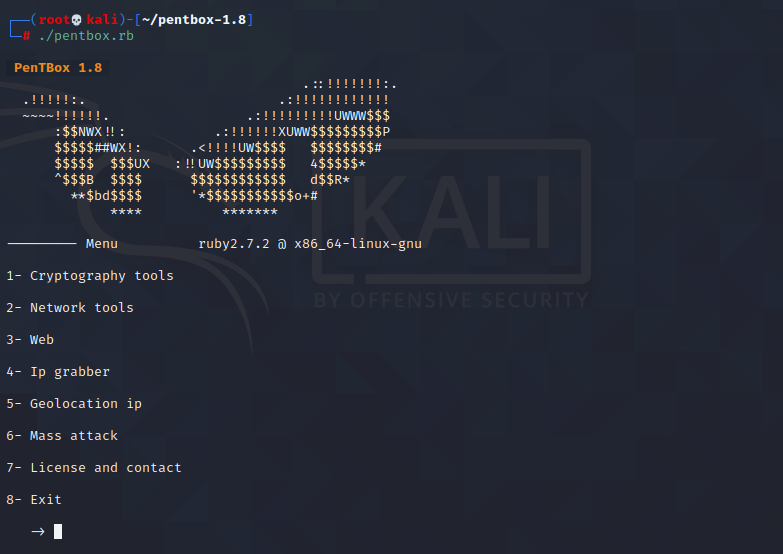 ┌──(root💀kali)-[~/pentbox-1.8]
└─# ./pentbox.rb
PenTBox 1.8
.::!!!!!!!:.
.!!!!!:. .:!!!!!!!!!!!!
~~~~!!!!!!. .:!!!!!!!!!UWWW$$$
:$$NWX!!: .:!!!!!!XUWW$$$$$$$$$P
$$$$$##WX!: .<!!!!UW$$$$ $$$$$$$$#
$$$$$ $$$UX :!!UW$$$$$$$$$ 4$$$$$*
^$$$B $$$$ $$$$$$$$$$$$ d$$R*
**$bd$$$$ '*$$$$$$$$$$$o+#
**** *******
KALI
BY OFFENSIVE SECURITY
--------- Menu ruby2.7.2 @ x86_64-linux-gnu
1- Cryptography tools
2- Network tools
3- Web
4- Ip grabber
5- Geolocation ip
6- Mass attack
7- License and contact
8- Exit
->